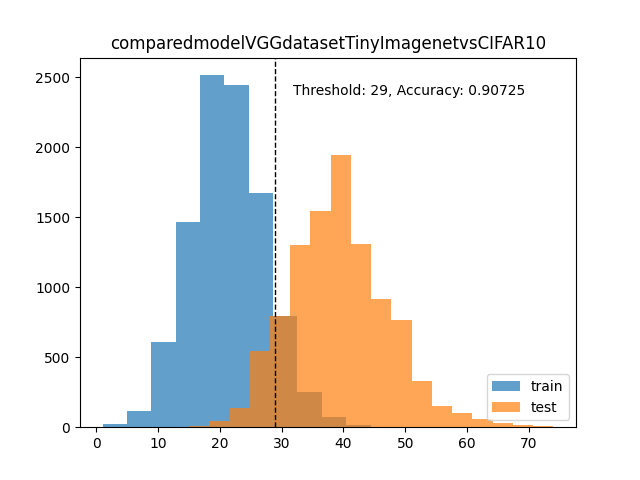 comparedmodelVGGdatasetTinyImagenetvsCIFAR10
Threshold: 29, Accuracy: 0.90725
2500
2000
1500
1000
500
0
train
test
0 10 20 30 40 50 60 70